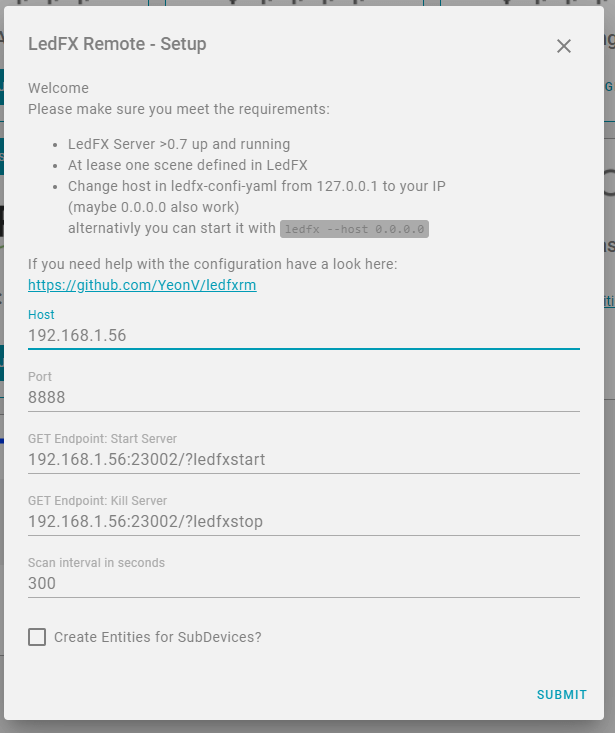 LedFX Remote - Setup
Welcome
Please make sure you meet the requirements:
LedFX Server >0.7 up and running
At lease one scene defined in LedFX
Change host in ledfx-confi-yaml from 127.0.0.1 to your IP
(maybe 0.0.0.0 also work)
alternativly you can start it with ledfx --host 0.0.0.0
If you need help with the configuration have a look here:
https://github.com/YeonV/ledfxrm
Host
192.168.1.56
Port
8888
GET Endpoint: Start Server
192.168.1.56:23002/?ledfxstart
GET Endpoint: Kill Server
192.168.1.56:23002/?ledfxstop
Scan interval in seconds
300
Create Entities for SubDevices?
SUBMIT